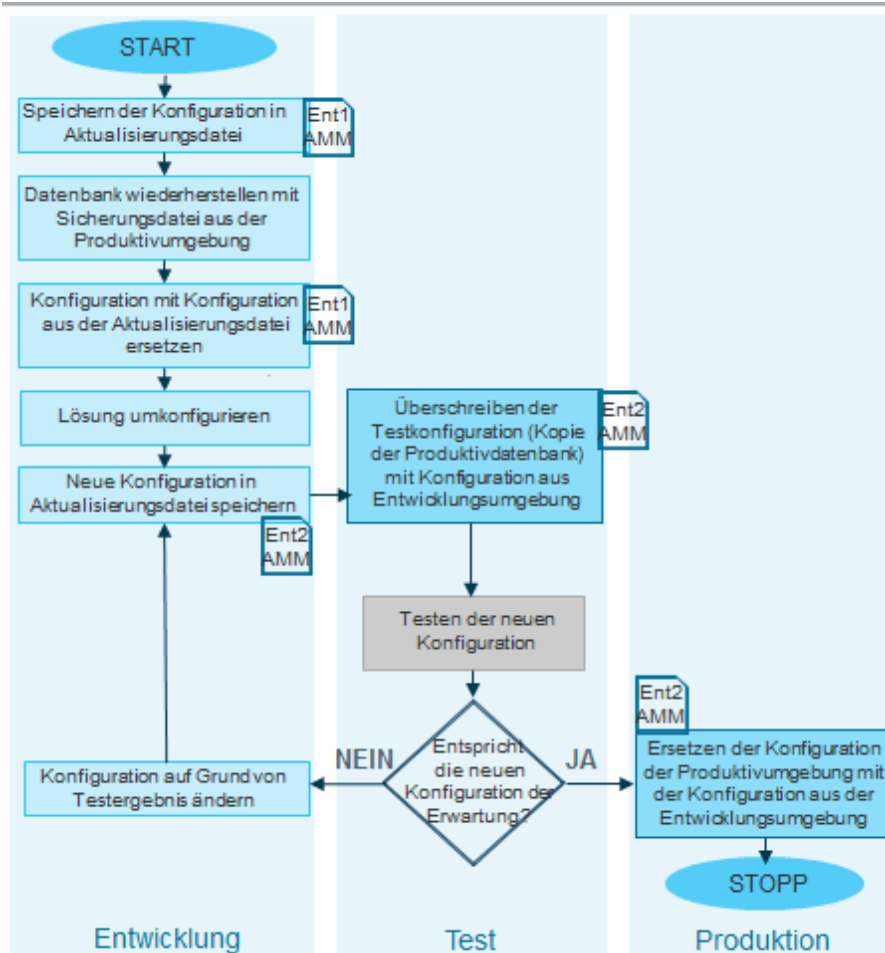 START
Speichern der Konfiguration in
Aktualisierungsdatei
Ent1
AMM
Datenbank wiederherstellen mit
Sicherungsdatei aus der
Produktivumgebung
Konfiguration mit Konfiguration
aus der Aktualisierungsdatei
ersetzen
Ent1
AMM
Lösung umkonfigurieren
Neue Konfiguration in
Aktualisierungsdatei speichern
Ent2
AMM
Überschreiben der
Testkonfiguration (Kopie
der Produktivdatenbank)
mit Konfiguration aus
Entwicklungsumgebung
Ent2
AMM
Testen der neuen
Konfiguration
Entspricht
die neuen
Konfiguration der
Erwartung?
NEIN
JA
Konfiguration auf Grund von
Testergebnis ändern
Ent2
AMM
Ersetzen der Konfiguration
der Produktivumgebung mit
der Konfiguration aus der
Entwicklungsumgebung
STOPP
Entwicklung
Test
Produktion